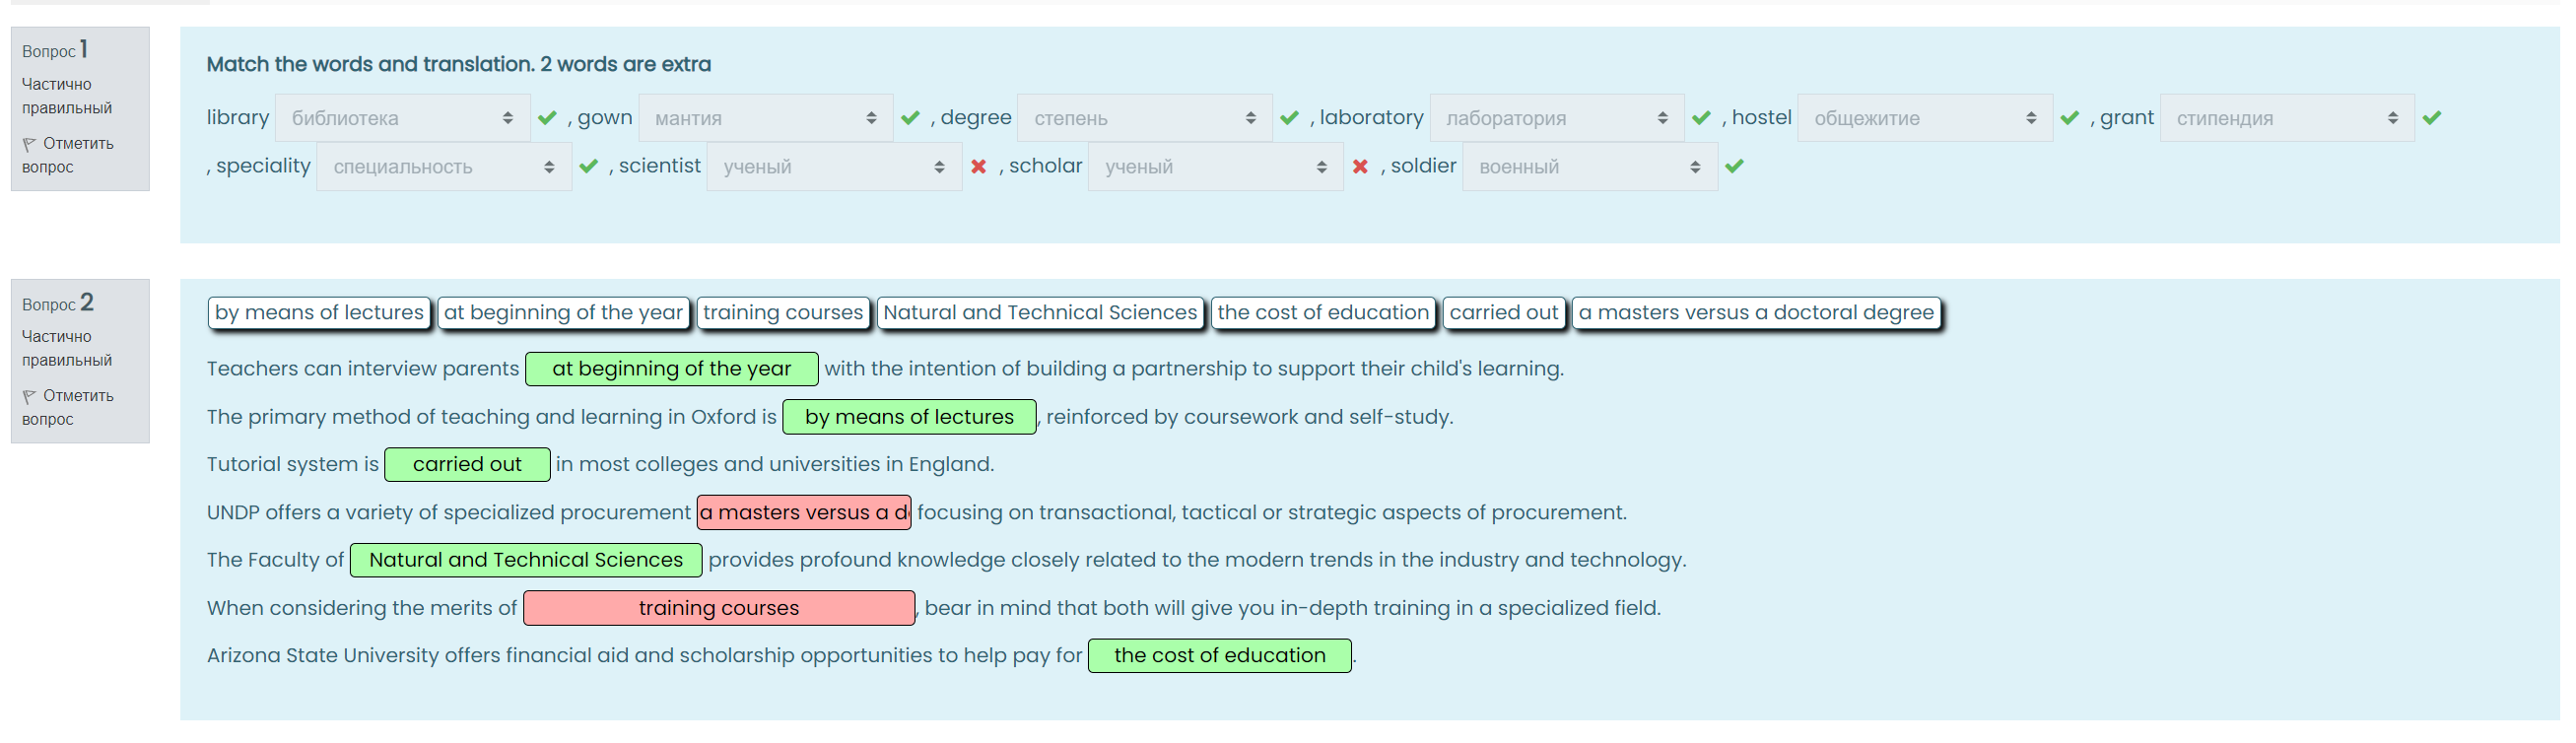 Вопрос 1
Частично
правильный
Отметить
вопрос
Match the words and translation. 2 words are extra
library библиотека , gown мантия , degree степень , laboratory лаборатория , hostel общежитие , grant стипендия
, speciality специальность , scientist ученый , scholar ученый , soldier военный
Вопрос 2
Частично
правильный
Отметить
вопрос
by means of lectures at beginning of the year training courses Natural and Technical Sciences the cost of education carried out a masters versus a doctoral degree
Teachers can interview parents at beginning of the year with the intention of building a partnership to support their child's learning.
The primary method of teaching and learning in Oxford is by means of lectures, reinforced by coursework and self-study.
Tutorial system is carried out in most colleges and universities in England.
UNDP offers a variety of specialized procurement a masters versus a d focusing on transactional, tactical or strategic aspects of procurement.
The Faculty of Natural and Technical Sciences provides profound knowledge closely related to the modern trends in the industry and technology.
When considering the merits of training courses, bear in mind that both will give you in-depth training in a specialized field.
Arizona State University offers financial aid and scholarship opportunities to help pay for the cost of education.